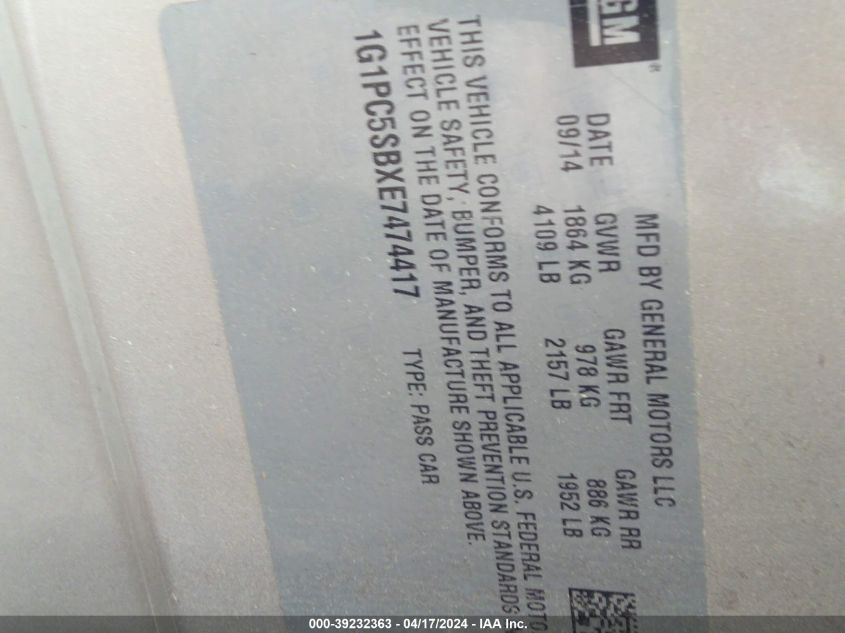 GM
MFD BY GENERAL MOTORS LLC
DATE GVWR GAWR FRT GAWR RR
09/14 1864 KG 978 KG 886 KG
4109 LB 2157 LB 1952 LB
THIS VEHICLE CONFORMS TO ALL APPLICABLE U.S. FEDERAL MOTO
VEHICLE SAFETY, BUMPER, AND THEFT PREVENTION STANDARDS
EFFECT ON THE DATE OF MANUFACTURE SHOWN ABOVE.
1G1PC5SBXE7474417 TYPE: PASS CAR
000-39232363 - 04/17/2024 - IAA Inc.